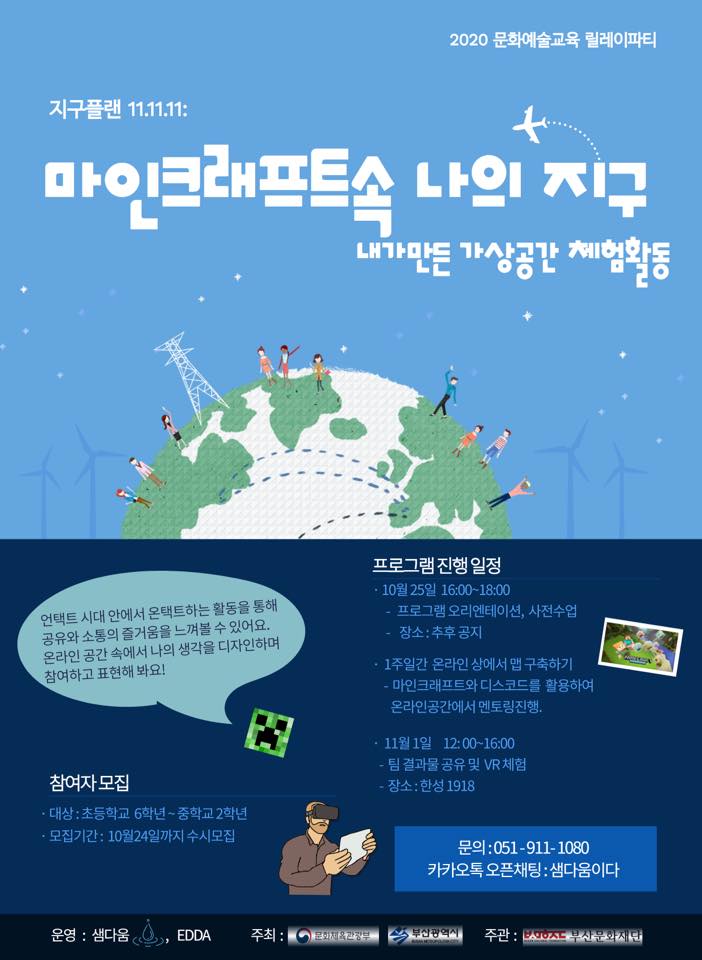 2020 문화예술교육 릴레이파티
지구플랜 11.11.11:
마인크래프트속 나의 지구
내가만든 가상공간 체험활동
언택트 시대 안에서 온택트하는 활동을 통해
공유와 소통의 즐거움을 느껴볼 수 있어요.
온라인 공간 속에서 나의 생각을 디자인하며
참여하고 표현해 봐요!
참여자 모집
· 대상 : 초등학교 6학년 ~ 중학교 2학년
· 모집기간 : 10월24일까지 수시모집
프로그램 진행 일정
· 10월 25일 16:00~18:00
- 프로그램 오리엔테이션, 사전수업
- 장소 : 추후 공지
· 1주일간 온라인 상에서 맵 구축하기
- 마인크래프트와 디스코드를 활용하여
온라인공간에서 멘토링진행.
· 11월 1일 12: 00~16:00
- 팀 결과물 공유 및 VR 체험
- 장소 : 한성 1918
문의 : 051 - 911- 1080
카카오톡 오픈채팅 : 샘다움이다
운영 : 샘다움 , EDDA
주최 : 문화체육관광부 부산광역시
BUSAN METROPOLITAN CITY
주관 : 부산문화재단